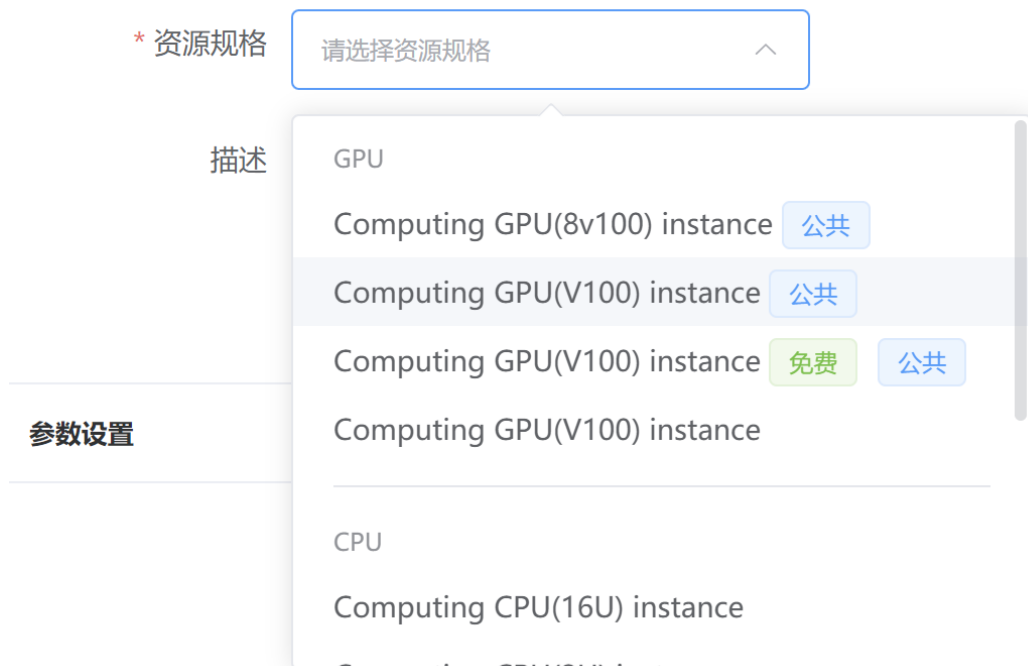 * 资源规格 请选择资源规格
描述
GPU
Computing GPU(8v100) instance 公共
Computing GPU(V100) instance 公共
Computing GPU(V100) instance 免费 公共
参数设置
Computing GPU(V100) instance
CPU
Computing CPU(16U) instance